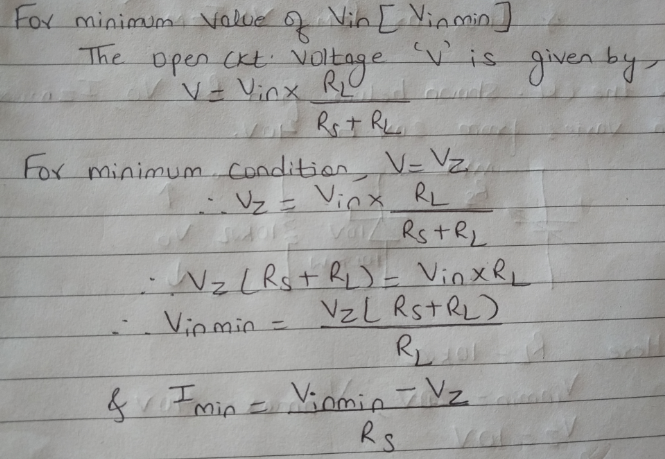 For minimum value of Vin [Vinmin]
The open ckt. Voltage 'V' is given by,
V = Vin x RL / Rs + RL
For minimum condition, V = Vz
∴ Vz = Vin x RL / Rs + RL
∴ Vz (Rs + RL) = Vin x RL
∴ Vinmin = Vz ( Rs + RL) / RL
& Imin = Vinmin - Vz / Rs